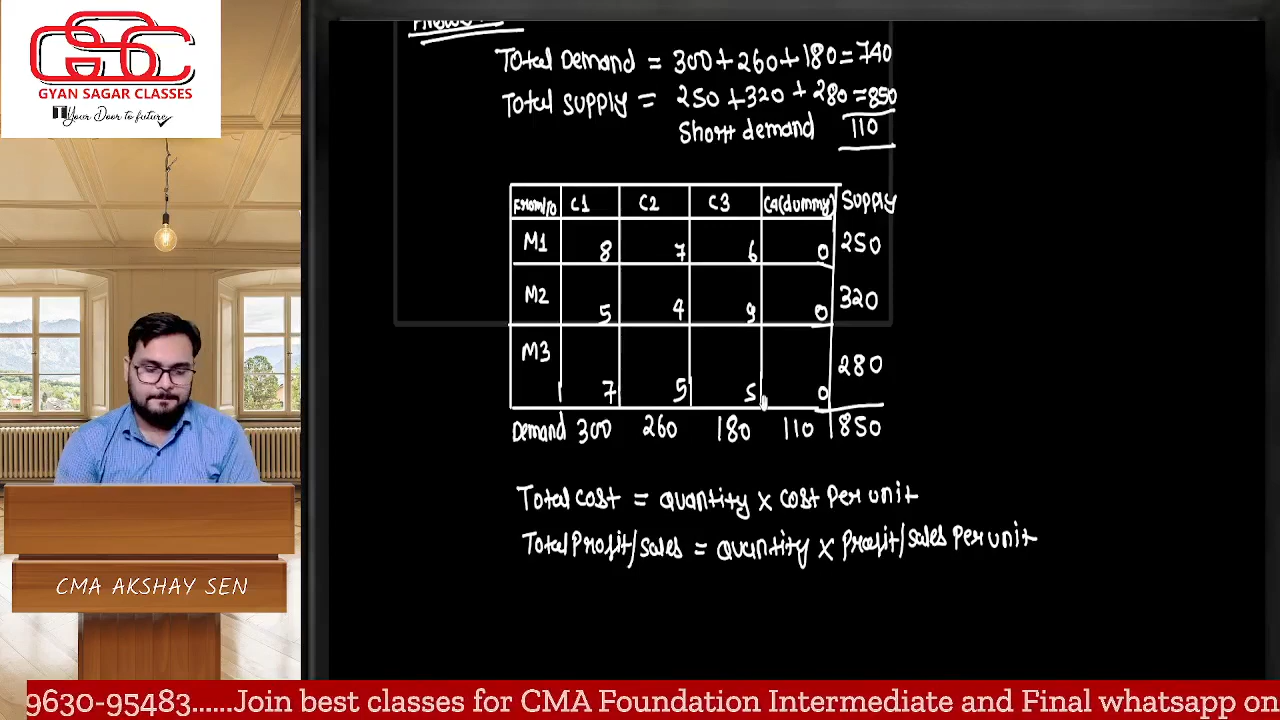 GSC
GYAN SAGAR CLASSES
Your Door to future
Total Demand = 300+260+180=740
Total supply = 250+320+280=850
Short demand 110
From/To C1 C2 C3 C4(dummy) Supply
M1 8 7 6 0 250
M2 5 4 9 0 320
M3 7 5 5 0 280
Demand 300 260 180 110 850
Total cost = quantity x cost Per unit
Total Profit/sales = quantity x Profit/sales Per unit
CMA AKSHAY SEN
9630-95483......Join best classes for CMA Foundation Intermediate and Final whatsapp on